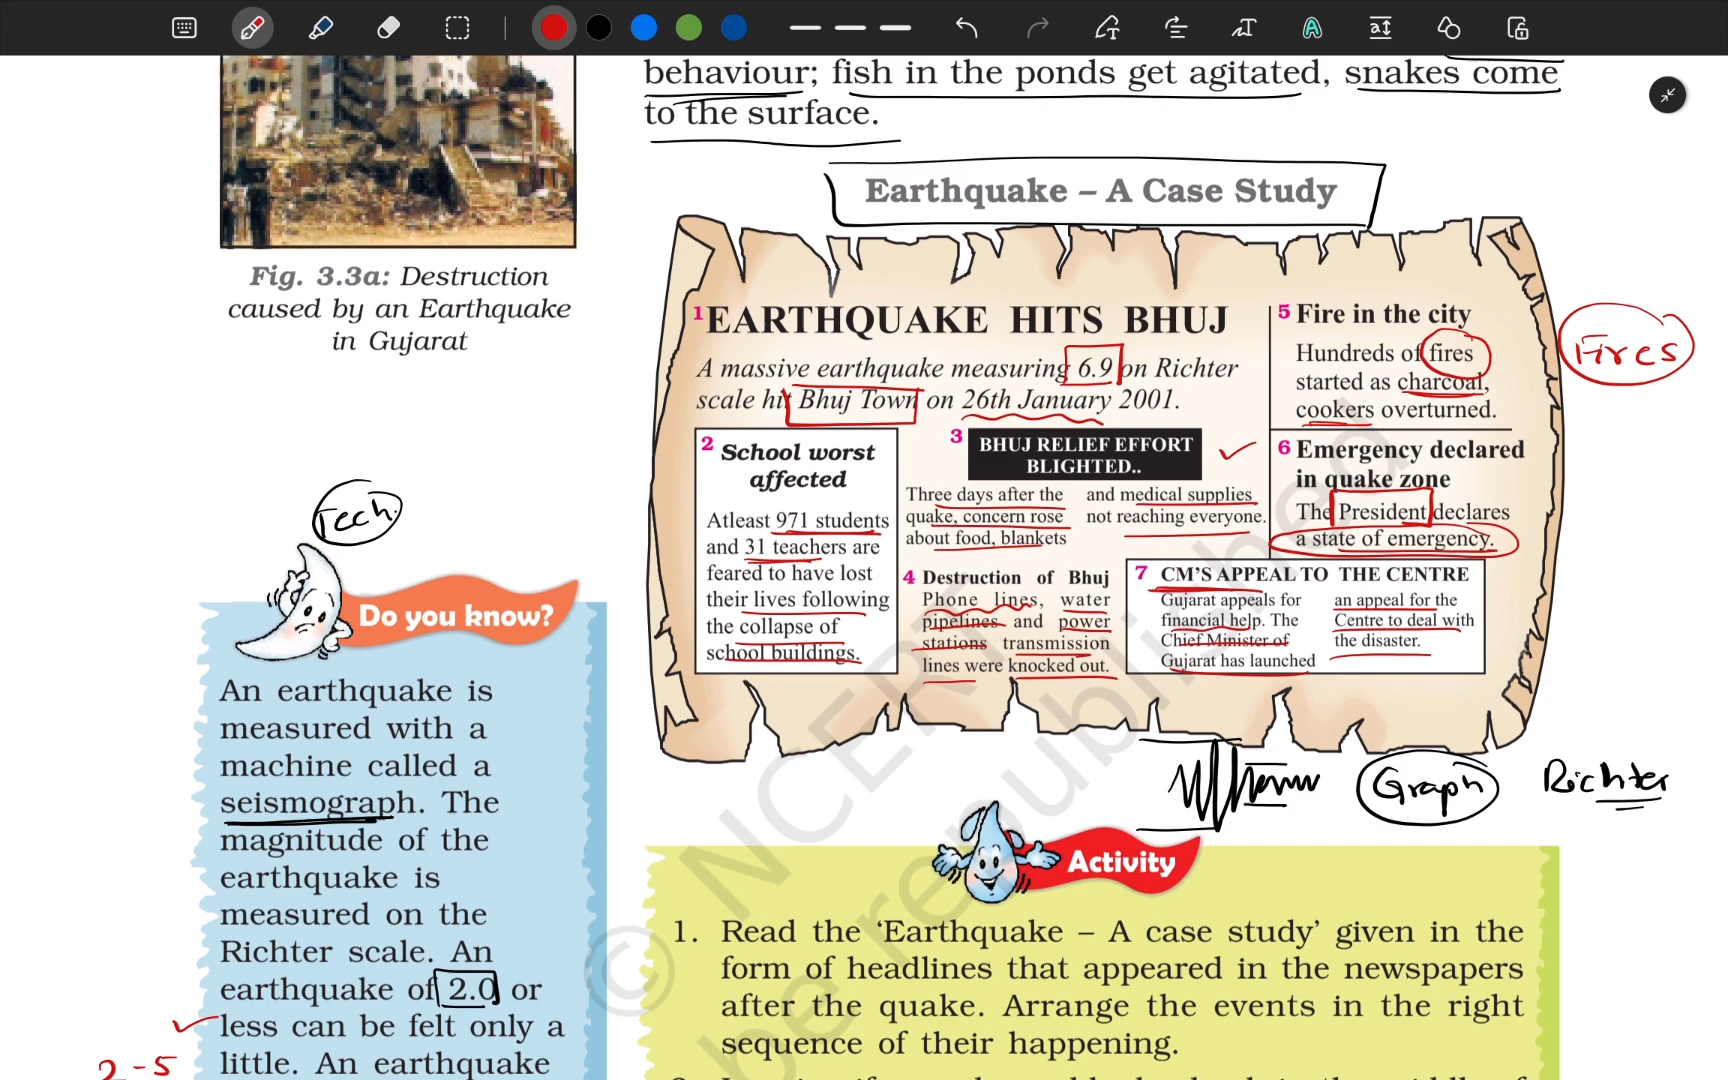 behaviour; fish in the ponds get agitated, snakes come
to the surface.
Earthquake – A Case Study
Fig. 3.3a: Destruction
caused by an Earthquake
in Gujarat
1 EARTHQUAKE HITS BHUJ
A massive earthquake measuring 6.9 on Richter
scale hit Bhuj Town on 26th January 2001.
2 School worst
affected
Atleast 971 students
and 31 teachers are
feared to have lost
their lives following
the collapse of
school buildings.
3 BHUJ RELIEF EFFORT
BLIGHTED..
Three days after the
quake, concern rose
about food, blankets
and medical supplies
not reaching everyone.
4 Destruction of Bhuj
Phone lines, water
pipelines and power
stations transmission
lines were knocked out.
5 Fire in the city
Hundreds of fires
started as charcoal,
cookers overturned.
Fires
6 Emergency declared
in quake zone
The President declares
a state of emergency.
7 CM'S APPEAL TO THE CENTRE
Gujarat appeals for
financial help. The
Chief Minister of
Gujarat has launched
an appeal for the
Centre to deal with
the disaster.
Graph
Richter
Tech.
Do you know?
An earthquake is
measured with a
machine called a
seismograph. The
magnitude of the
earthquake is
measured on the
Richter scale. An
earthquake of 2.0 or
less can be felt only a
little. An earthquake
2-5
Activity
1. Read the ‘Earthquake – A case study’ given in the
form of headlines that appeared in the newspapers
after the quake. Arrange the events in the right
sequence of their happening.
© NCERT
be republished